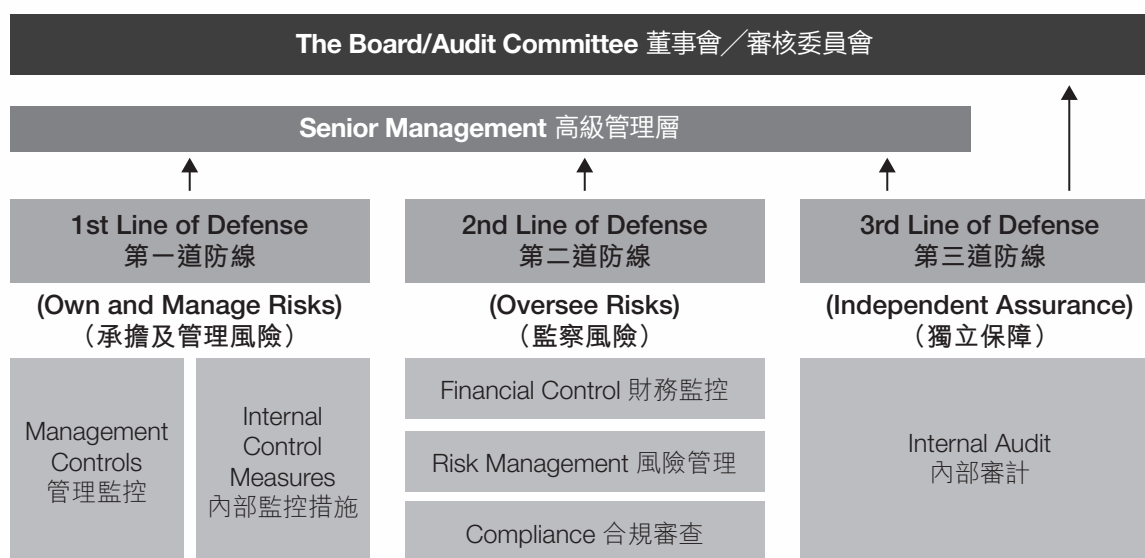 The Board/Audit Committee 董事會／審核委員會
Senior Management 高級管理層
1st Line of Defense
第一道防線
(Own and Manage Risks)
（承擔及管理風險）
Management
Controls
管理監控
Internal
Control
Measures
內部監控措施
2nd Line of Defense
第二道防線
(Oversee Risks)
（監察風險）
Financial Control 財務監控
Risk Management 風險管理
Compliance 合規審查
3rd Line of Defense
第三道防線
(Independent Assurance)
（獨立保障）
Internal Audit
內部審計